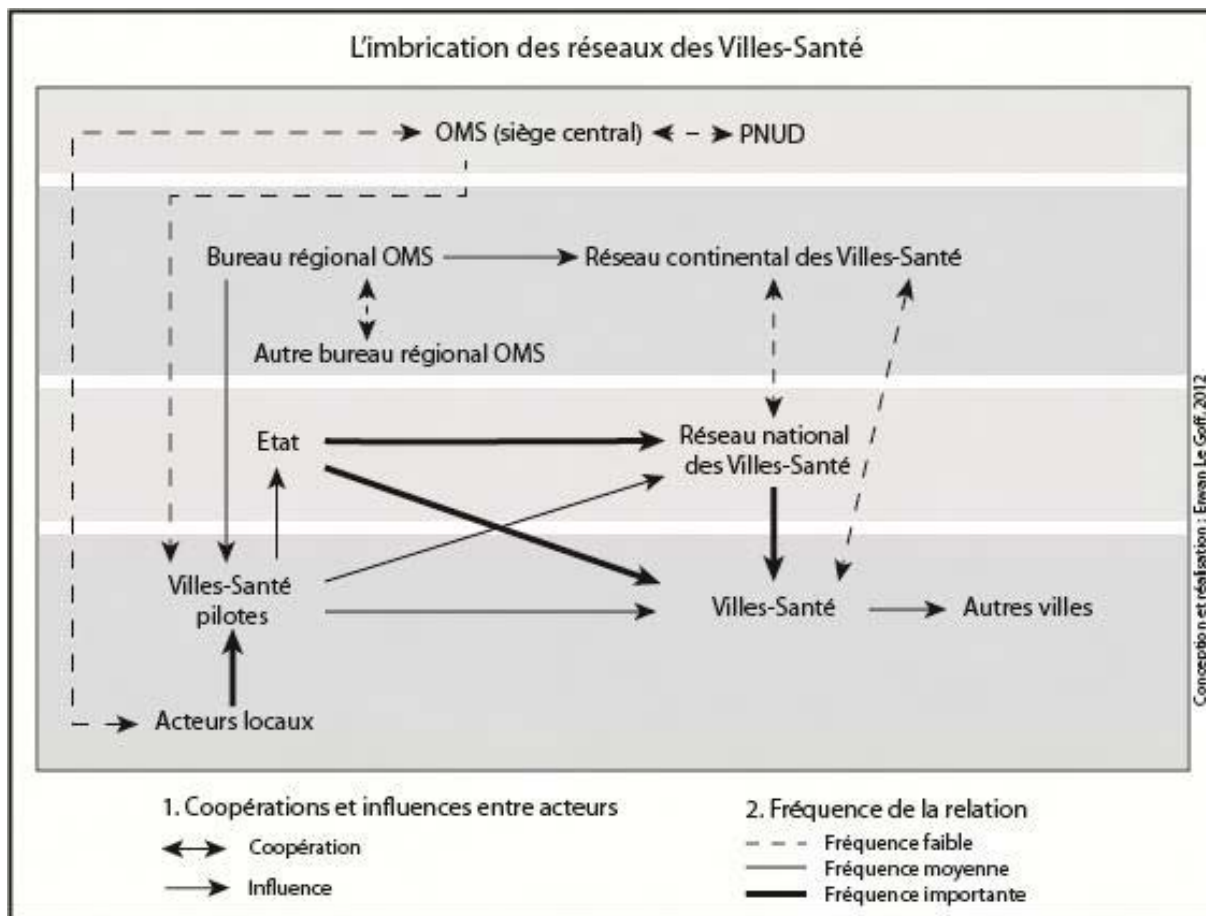 L'imbrication des réseaux des Villes-Santé
OMS (siège central)
PNUD
Bureau régional OMS
Réseau continental des Villes-Santé
Autre bureau régional OMS
Etat
Réseau national
des Villes-Santé
Villes-Santé
pilotes
Villes-Santé
Autres villes
Acteurs locaux
Conception et réalisation : Erwan Le Goff, 2012
1. Coopérations et influences entre acteurs
Coopération
Influence
2. Fréquence de la relation
Fréquence faible
Fréquence moyenne
Fréquence importante